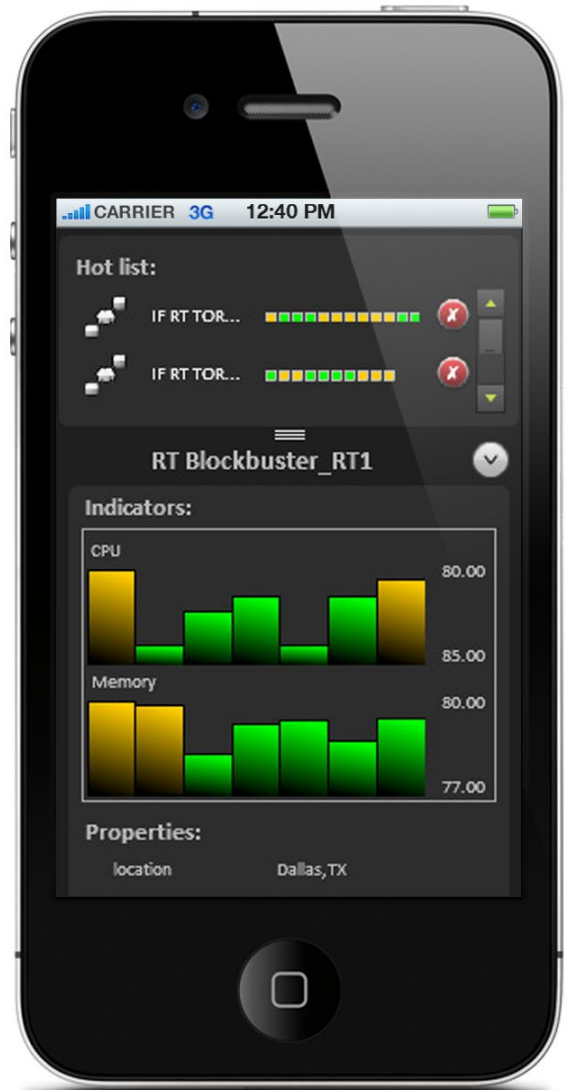 CARRIER 3G 12:40 PM
Hot list:
IF RT TOR...
IF RT TOR...
RT Blockbuster_RT1
Indicators:
CPU
80.00
85.00
Memory
80.00
77.00
Properties:
location Dallas,TX